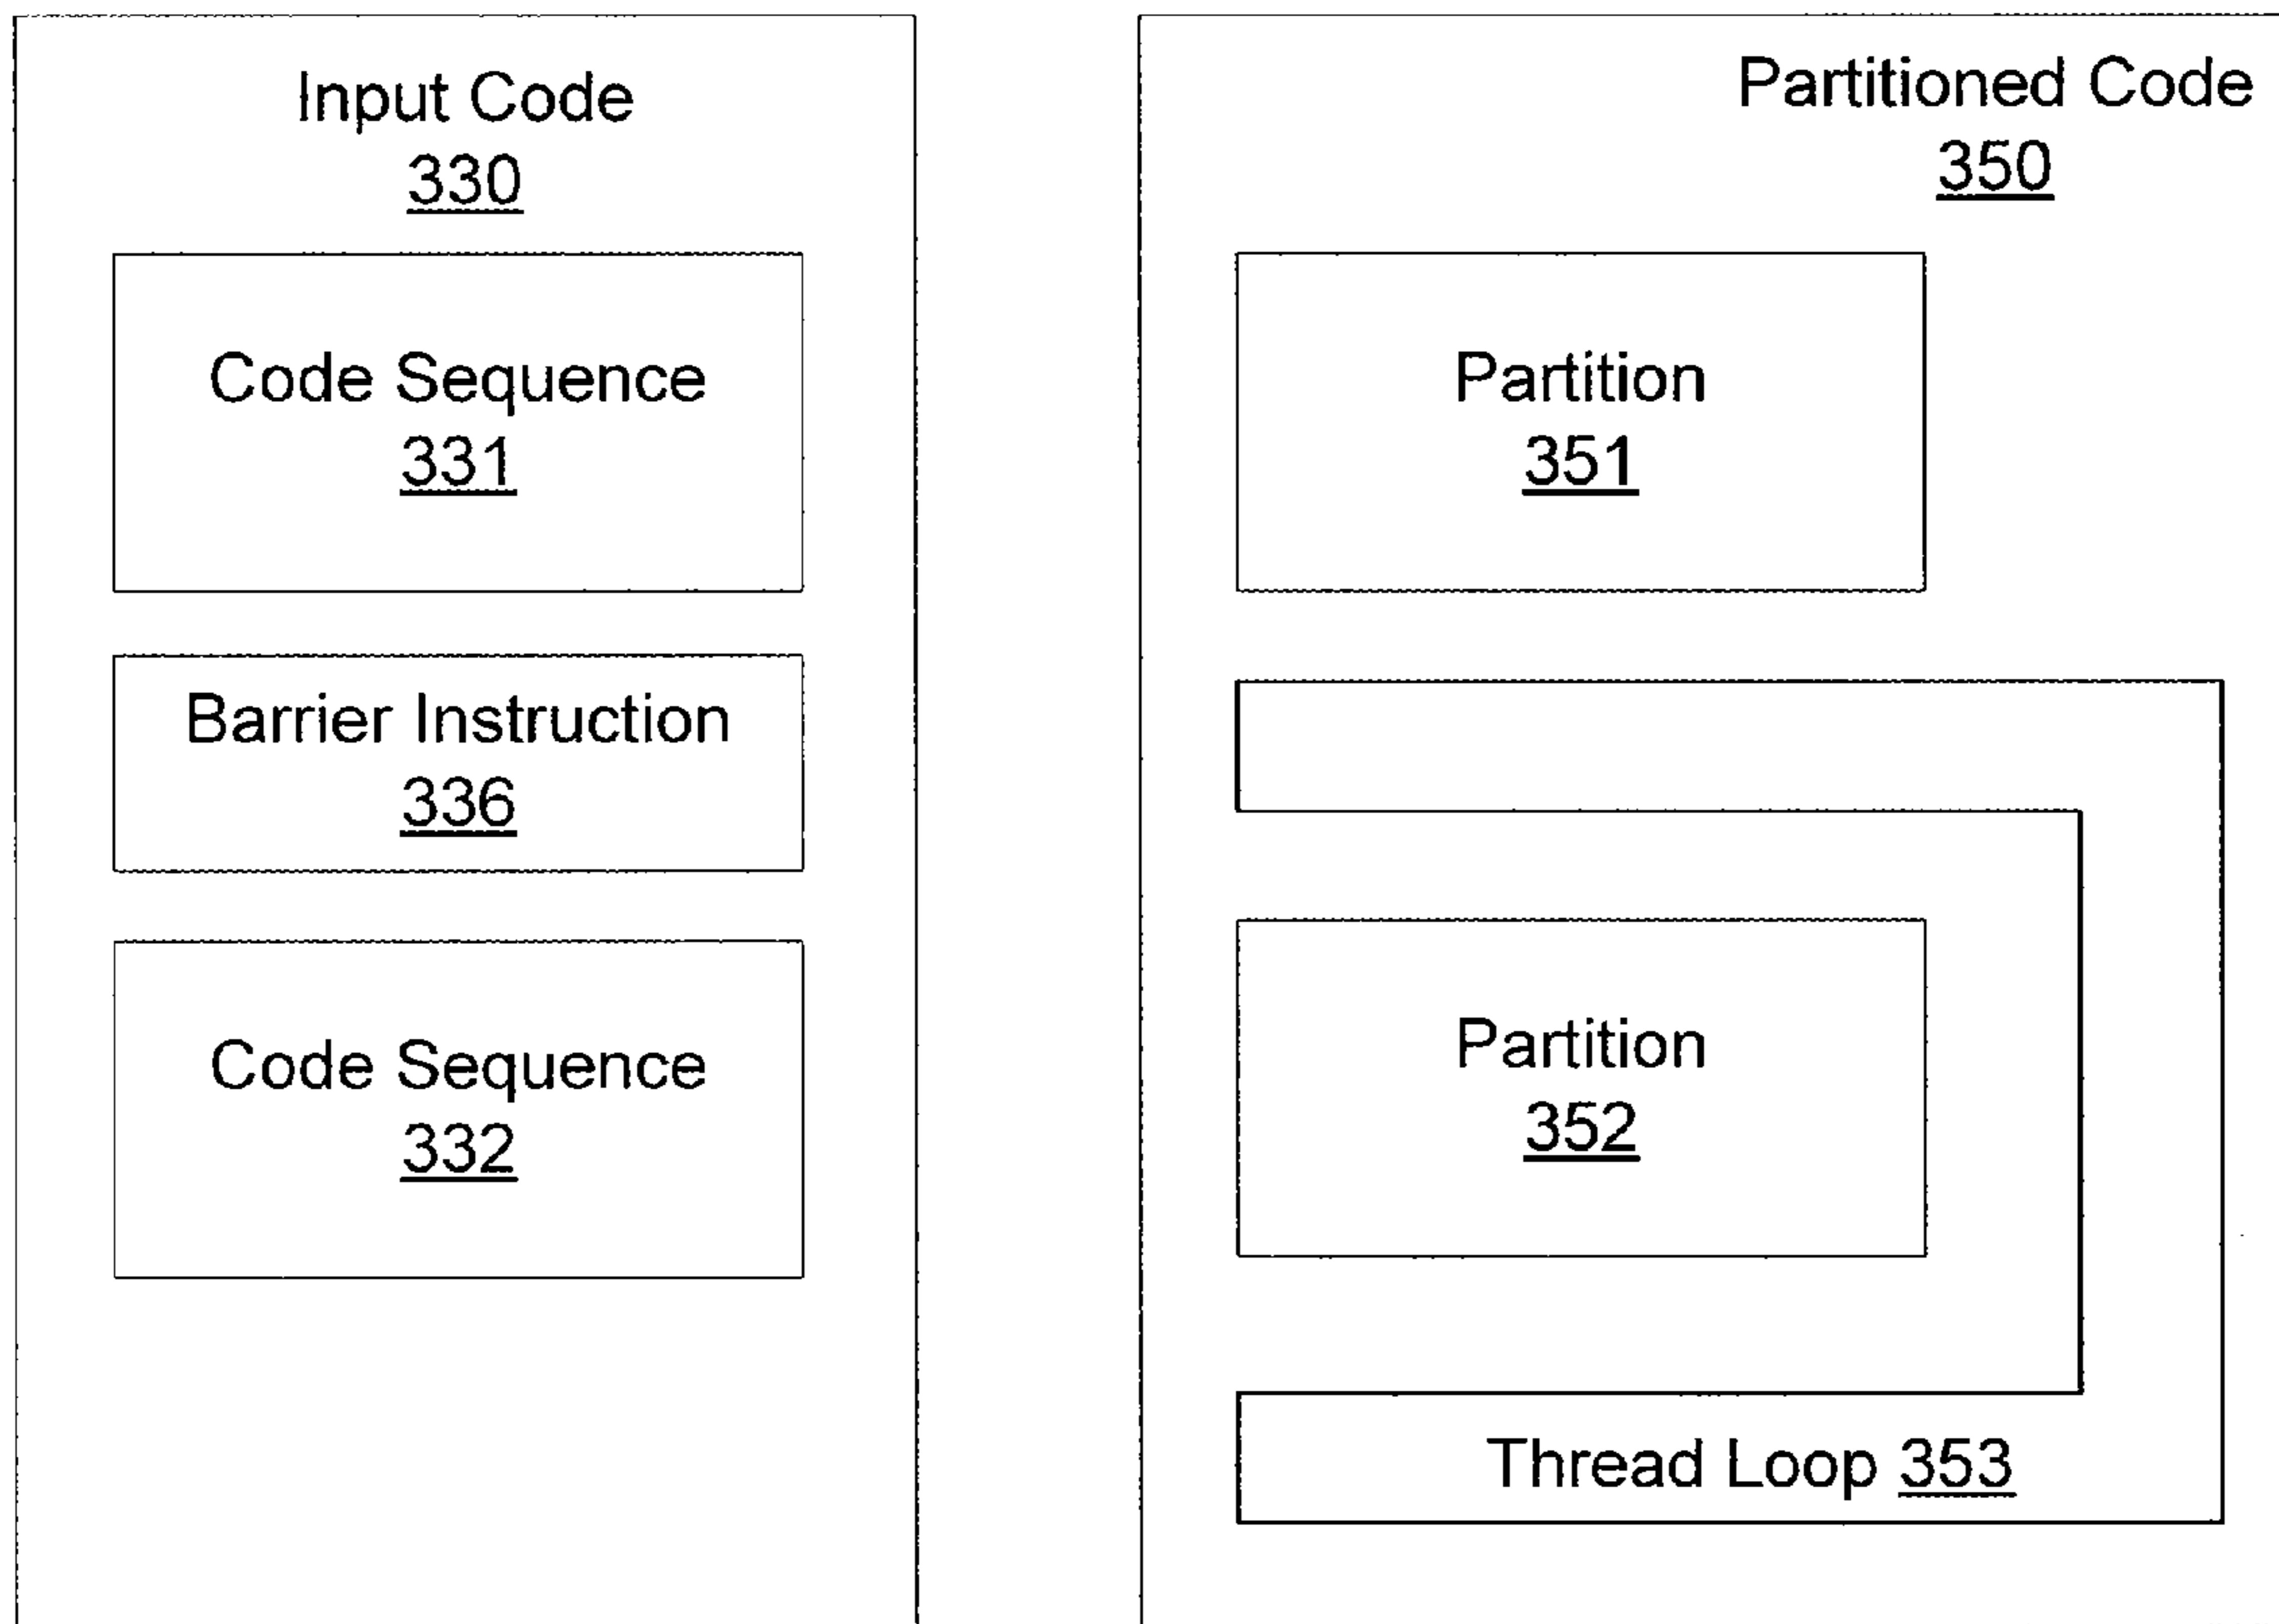 Input Code
330
Code Sequence
331
Barrier Instruction
336
Code Sequence
332
Partitioned Code
350
Partition
351
Partition
352
Thread Loop 353